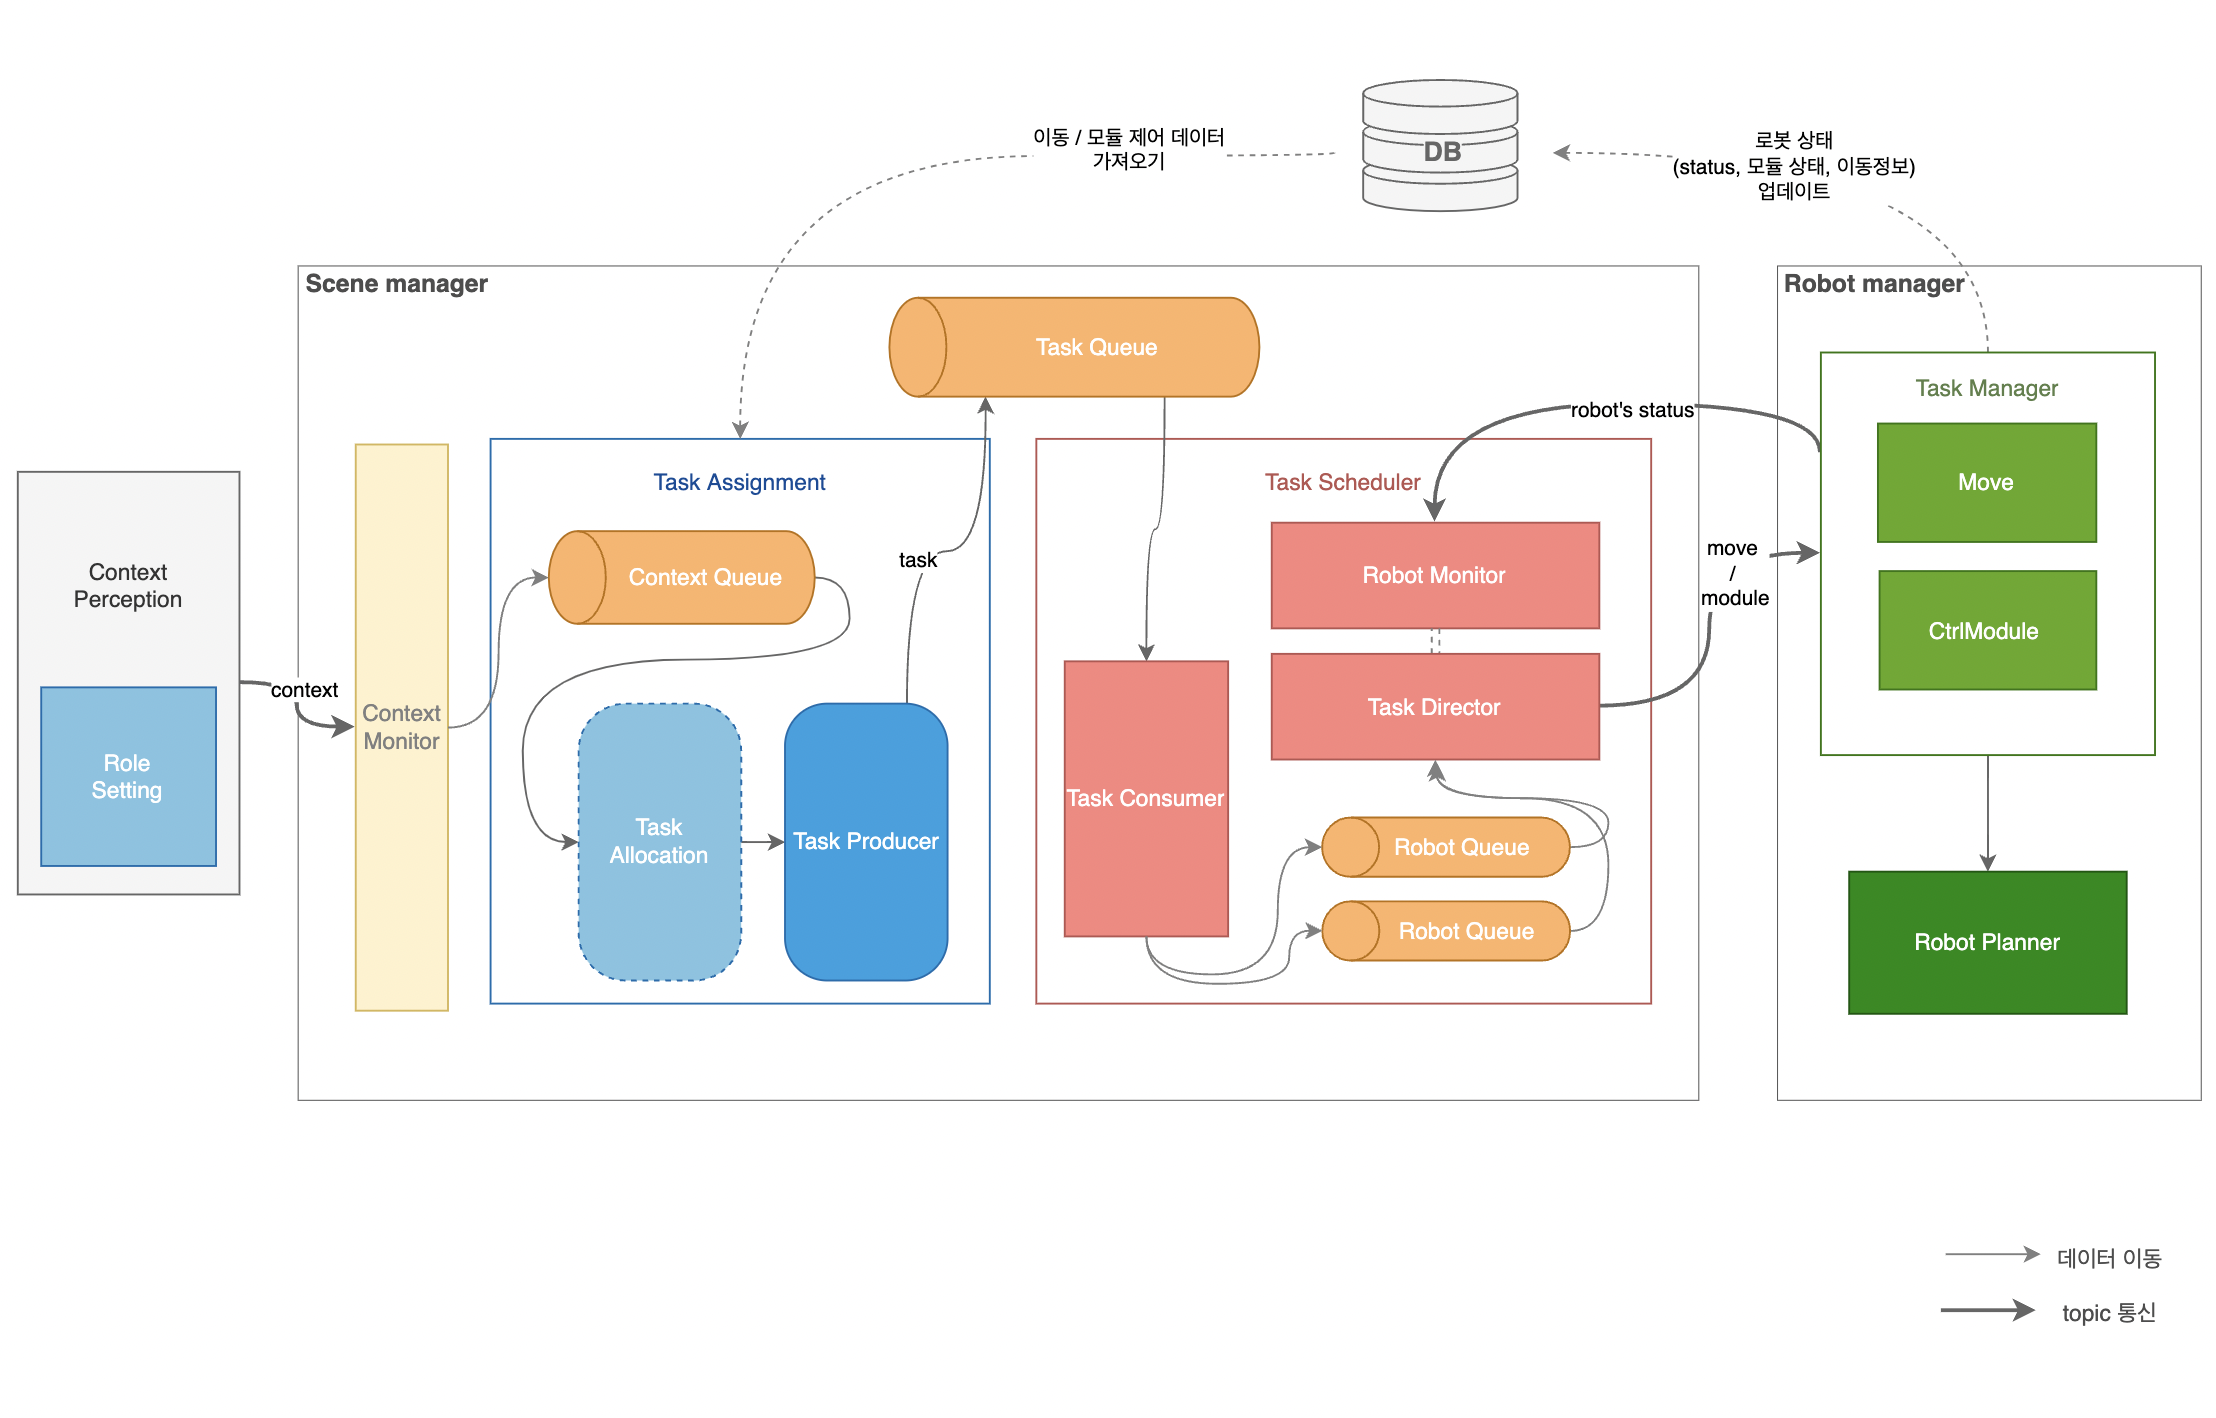 이동 / 모듈 제어 데이터
가져오기
DB
로봇 상태
(status, 모듈 상태, 이동정보)
업데이트
Scene manager
Robot manager
Task Queue
Task Manager
robot's status
Move
Task Assignment
Task Scheduler
Context
Perception
Context Queue
task
Robot Monitor
move
/
module
CtrlModule
context
Context
Monitor
Task Director
Role
Setting
Task
Allocation
Task Producer
Task Consumer
Robot Queue
Robot Queue
Robot Planner
데이터 이동
topic 통신